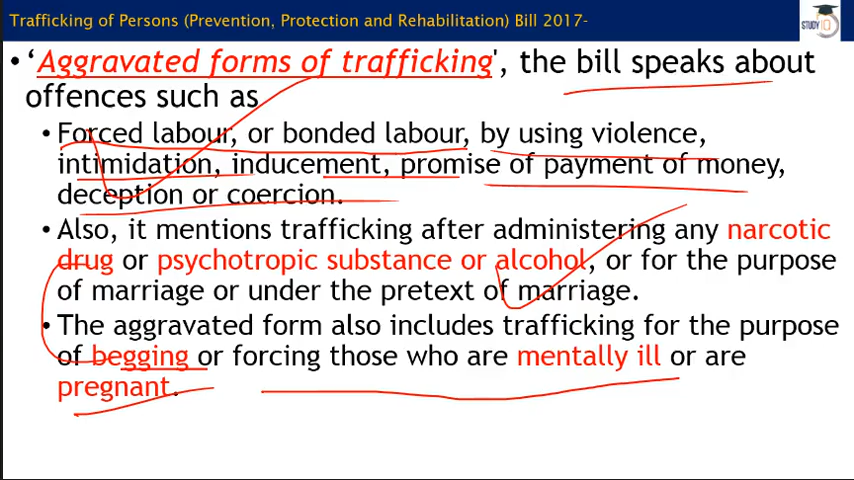 Trafficking of Persons (Prevention, Protection and Rehabilitation) Bill 2017-
STUDY IQ
• 'Aggravated forms of trafficking', the bill speaks about
offences such as
• Forced labour, or bonded labour, by using violence,
intimidation, inducement, promise of payment of money,
deception or coercion.
• Also, it mentions trafficking after administering any narcotic
drug or psychotropic substance or alcohol, or for the purpose
of marriage or under the pretext of marriage.
• The aggravated form also includes trafficking for the purpose
of begging or forcing those who are mentally ill or are
pregnant.